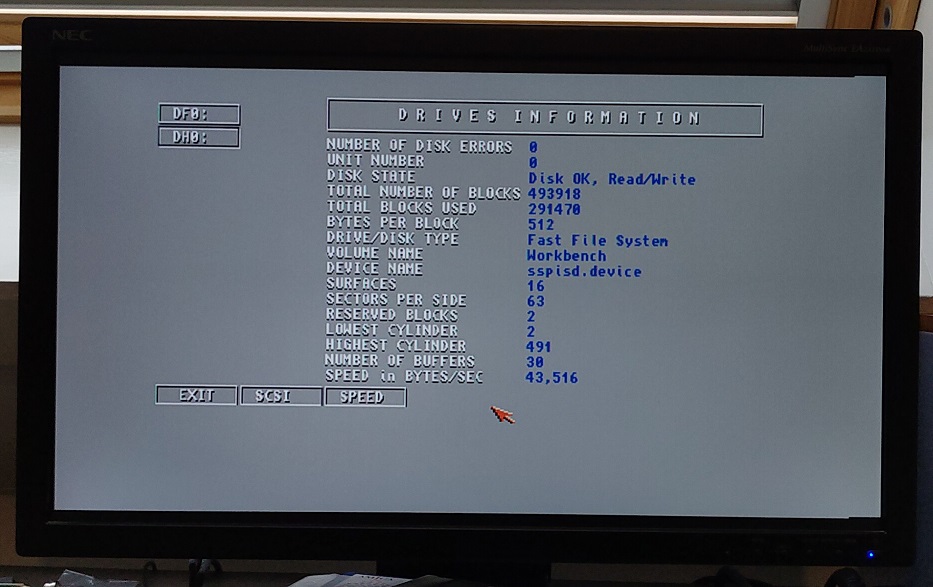 NEC
DF0:
DH0:
DRIVES INFORMATION
NUMBER OF DISK ERRORS 0
UNIT NUMBER 0
DISK STATE Disk OK, Read/Write
TOTAL NUMBER OF BLOCKS 493918
TOTAL BLOCKS USED 291470
BYTES PER BLOCK 512
DRIVE/DISK TYPE Fast File System
VOLUME NAME Workbench
DEVICE NAME sspisd.device
SURFACES 16
SECTORS PER SIDE 63
RESERVED BLOCKS 2
LOWEST CYLINDER 2
HIGHEST CYLINDER 491
NUMBER OF BUFFERS 30
SPEED in BYTES/SEC 43,516
EXIT SCSI SPEED